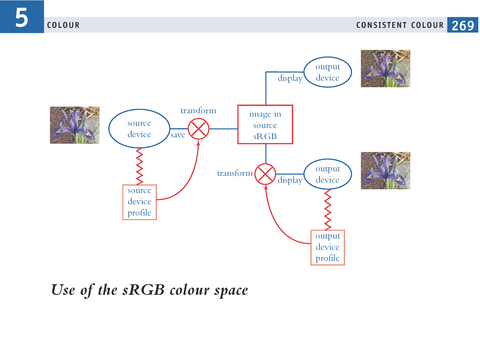 5
COLOUR
CONSISTENT COLOUR 269
output
device
display
transform
source
device
save
image in
source
sRGB
transform
output
device
display
source
device
profile
output
device
profile
Use of the sRGB colour space